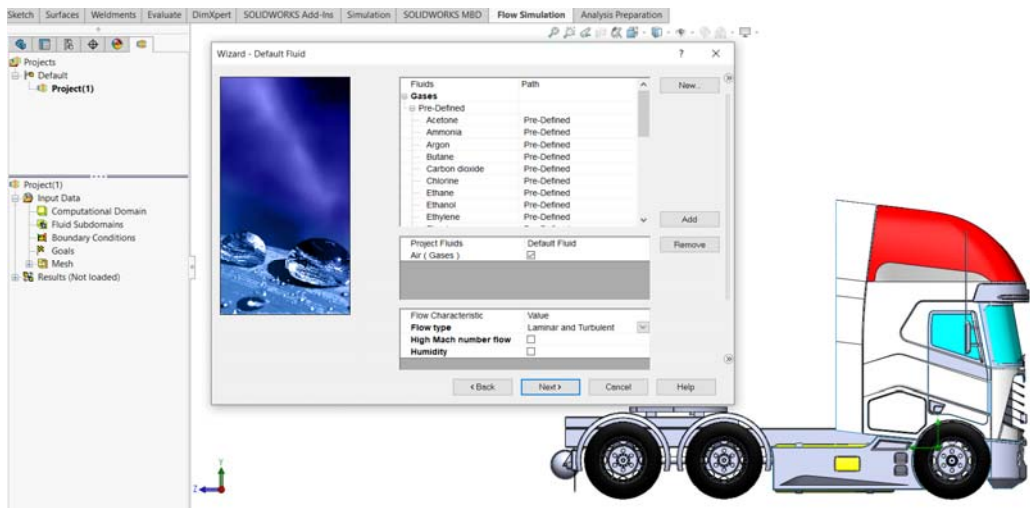 Sketch Surfaces Weldments Evaluate DimXpert SOLIDWORKS Add-Ins Simulation SOLIDWORKS MBD Flow Simulation Analysis Preparation
Projects
Default
Project(1)
Project(1)
Input Data
Computational Domain
Fluid Subdomains
Boundary Conditions
Goals
Mesh
Results (Not loaded)
Wizard - Default Fluid ?
Fluids Path
Gases
Pre-Defined
Acetone Pre-Defined
Ammonia Pre-Defined
Argon Pre-Defined
Butane Pre-Defined
Carbon dioxide Pre-Defined
Chlorine Pre-Defined
Ethane Pre-Defined
Ethanol Pre-Defined
Ethylene Pre-Defined
New...
Add
Remove
Project Fluids Default Fluid
Air ( Gases )
Flow Characteristic Value
Flow type Laminar and Turbulent
High Mach number flow
Humidity
< Back Next > Cancel Help
Y
Z